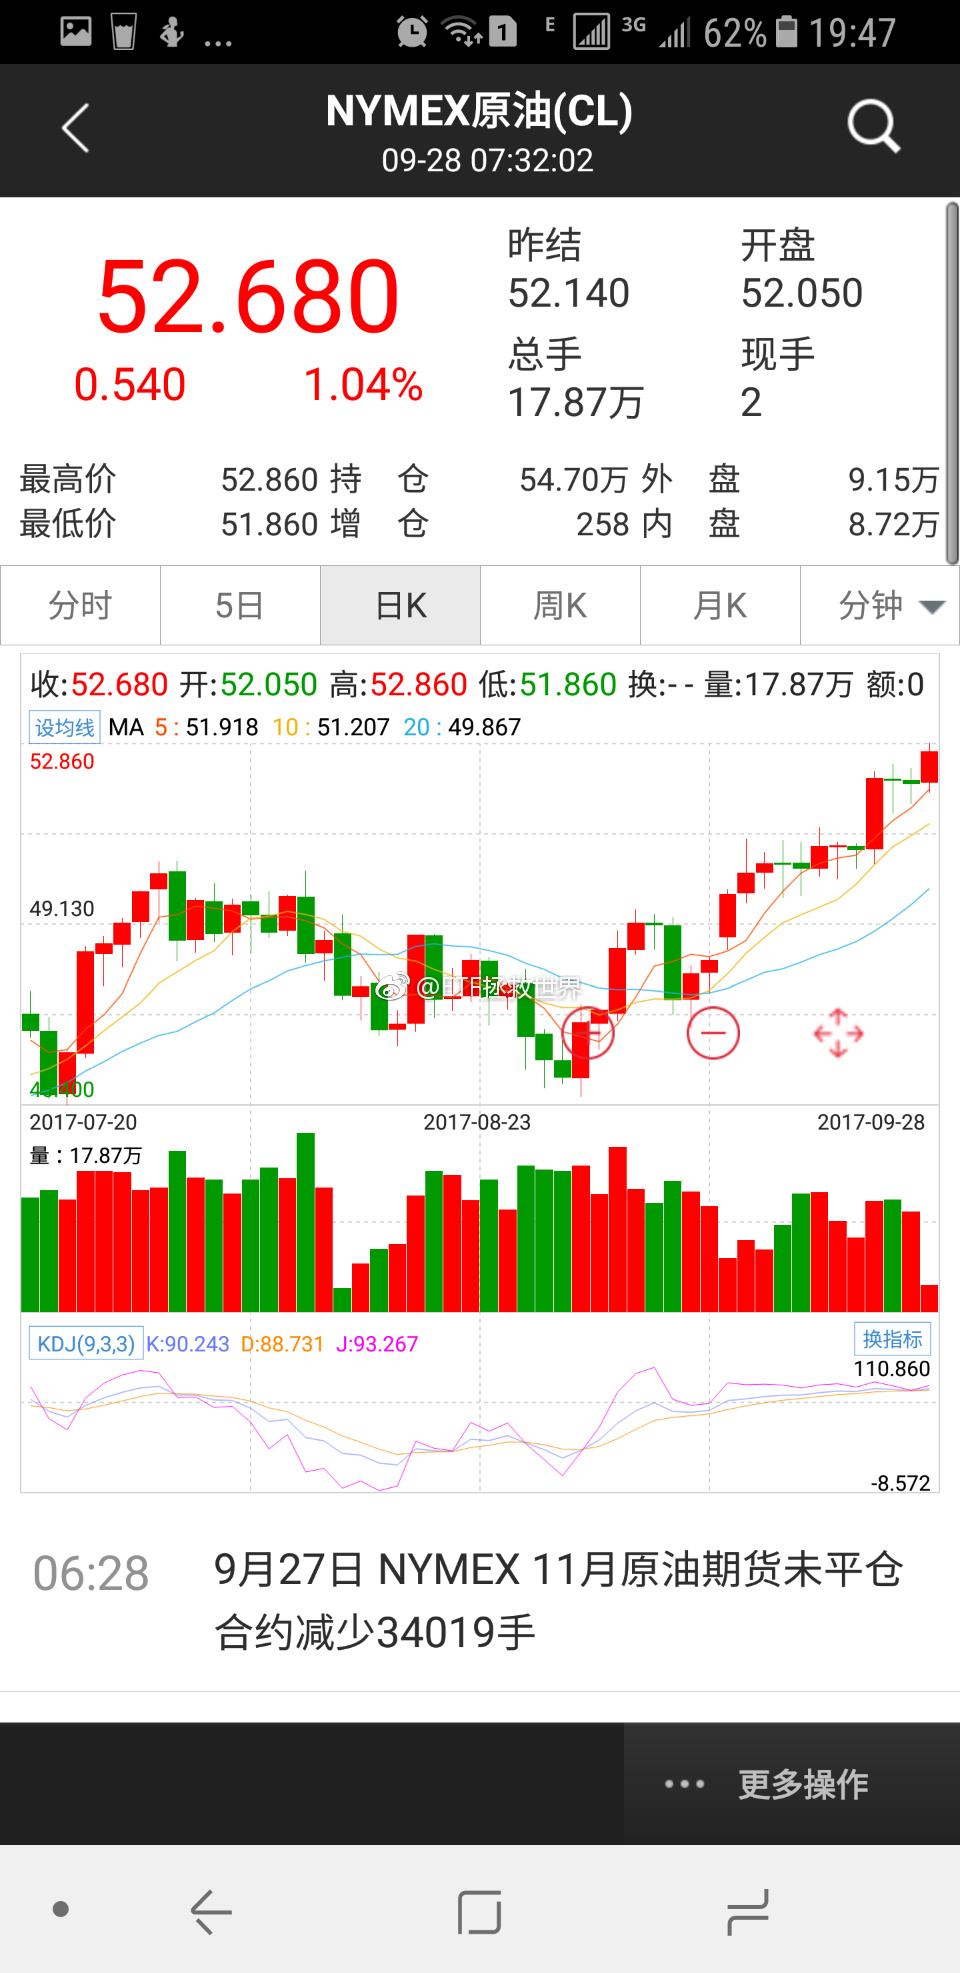 ... 1 E 3G 62% 19:47
NYMEX原油(CL)
09-28 07:32:02
52.680
0.540 1.04%
昨结 开盘
52.140 52.050
总手 现手
17.87万 2
最高价 52.860 持 仓 54.70万 外 盘 9.15万
最低价 51.860 增 仓 258 内 盘 8.72万
分时 5日 日K 周K 月K 分钟
收:52.680 开:52.050 高:52.860 低:51.860 换:-- 量:17.87万 额:0
设均线 MA 5:51.918 10:51.207 20:49.867
52.860
49.130
@ETF拯救世界
2017-07-20 2017-08-23 2017-09-28
量:17.87万
KDJ(9,3,3) K:90.243 D:88.731 J:93.267 换指标
110.860
-8.572
06:28 9月27日 NYMEX 11月原油期货未平仓
合约减少34019手
... 更多操作